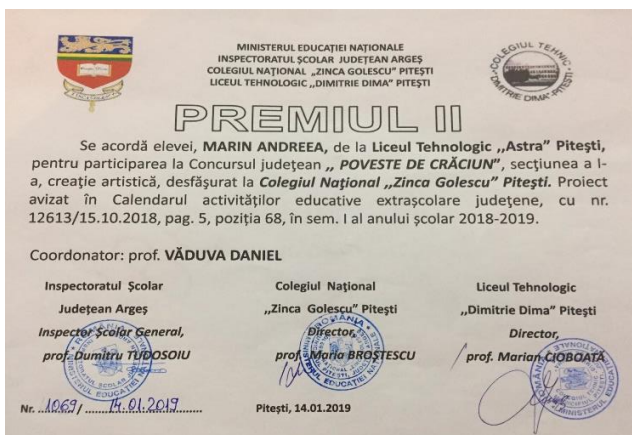 MINISTERUL EDUCAȚIEI NAȚIONALE
INSPECTORATUL ȘCOLAR JUDEȚEAN ARGEȘ
COLEGIUL NAȚIONAL „ZINCA GOLESCU" PITEȘTI
LICEUL TEHNOLOGIC ,,DIMITRIE DIMA" PITEȘTI
COLEGIUL TEHNIC
DIMITRIE DIMA - PITEȘTI
PREMIUL II
Se acordă elevei, MARIN ANDREEA, de la Liceul Tehnologic ,,Astra" Pitești,
pentru participarea la Concursul județean ,, POVESTE DE CRĂCIUN", secțiunea a I-
a, creație artistică, desfășurat la Colegiul Național ,,Zinca Golescu" Pitești. Proiect
avizat în Calendarul activităților educative extrașcolare județene, cu nr.
12613/15.10.2018, pag. 5, poziția 68, în sem. I al anului școlar 2018-2019.
Coordonator: prof. VĂDUVA DANIEL
Inspectoratul Școlar
Județean Argeș
Inspector Școlar General,
prof. Dumitru TUDOSOIU
Colegiul Național
,,Zinca Golescu" Pitești
Director,
prof. Maria BROSTESCU
Liceul Tehnologic
,,Dimitrie Dima" Pitești
Director,
prof. Marian CIOBOATĂ
Nr. 1069 / 14.01.2019
Pitești, 14.01.2019